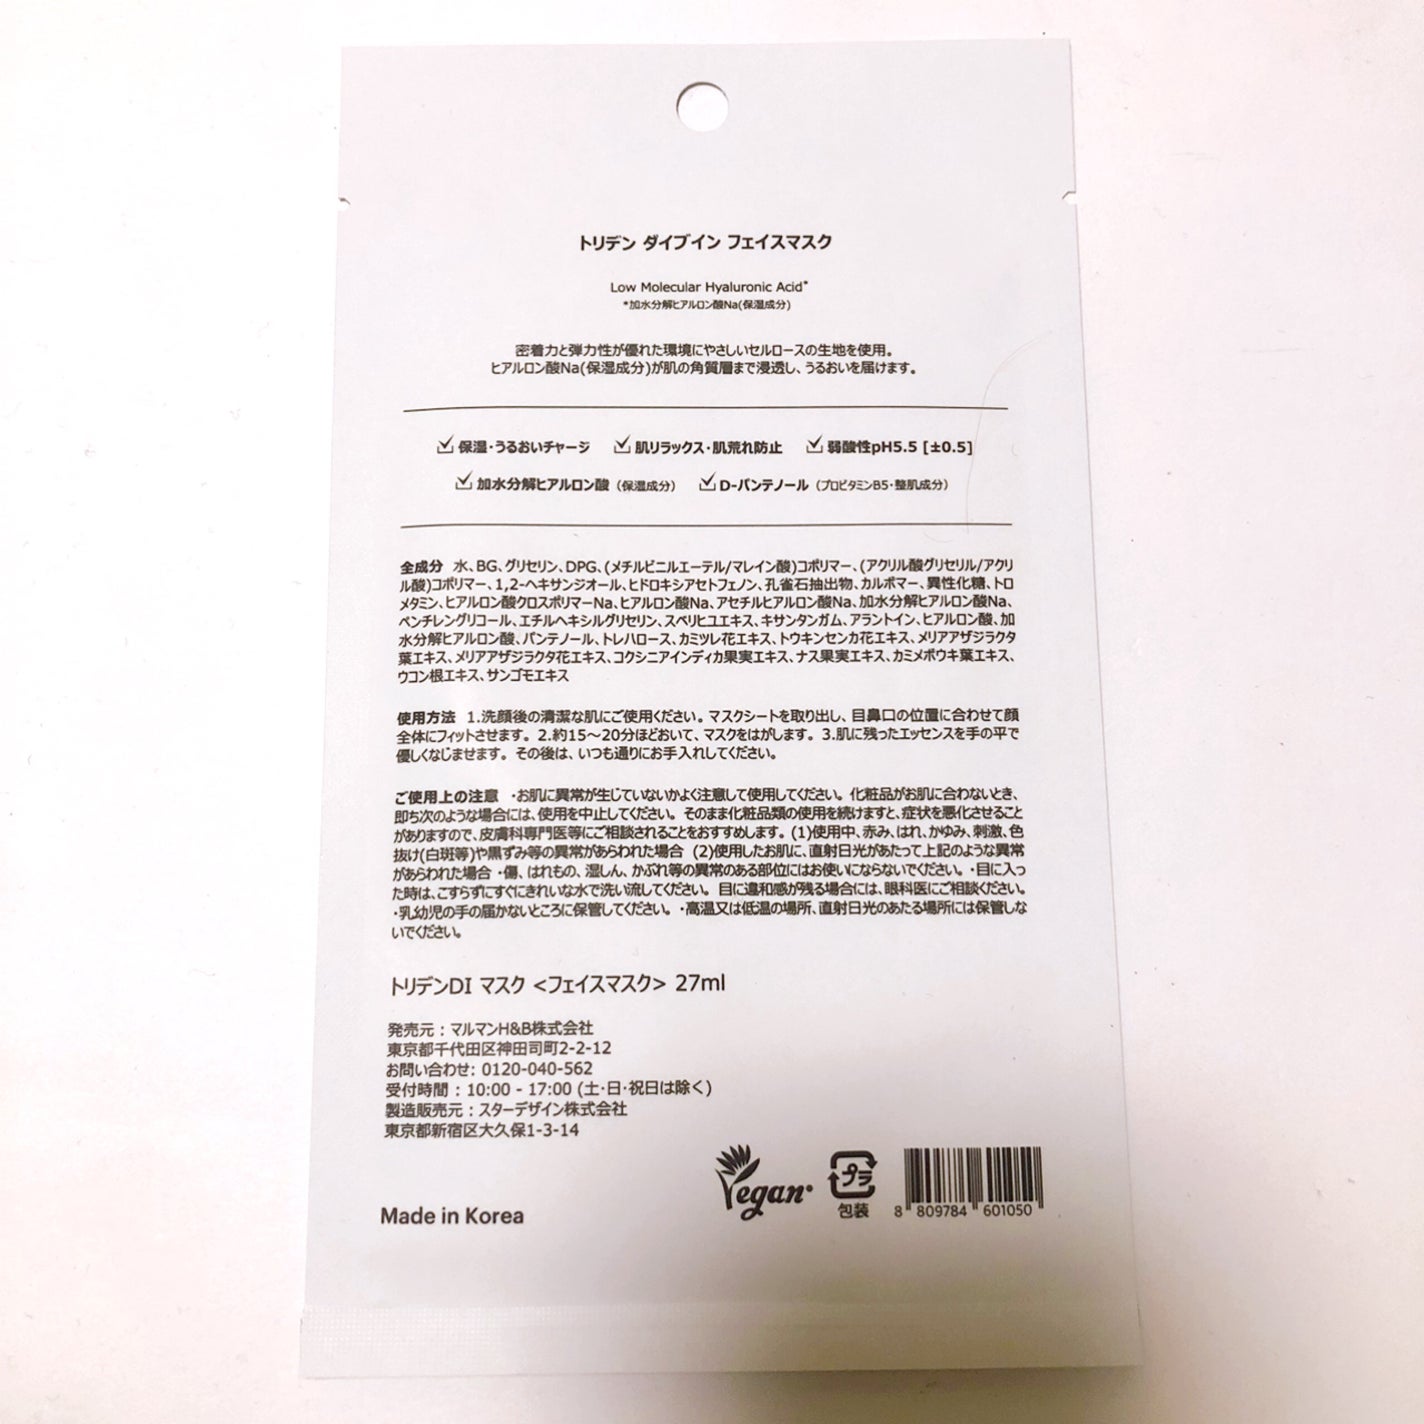 トリデン ダイブイン フェイスマスク
Low Molecular Hyaluronic Acid*
*加水分解ヒアルロン酸Na(保湿成分)
密着力と弾力性が優れた環境にやさしいセルロースの生地を使用。
ヒアルロン酸Na(保湿成分)が肌の角質層まで浸透し、うるおいを届けます。
保湿・うるおいチャージ 肌リラックス・肌荒れ防止 弱酸性pH5.5 [±0.5]
加水分解ヒアルロン酸（保湿成分） D-パンテノール（プロビタミンB5・整肌成分）
全成分 水、BG、グリセリン、DPG、(メチルビニルエーテル/マレイン酸)コポリマー、(アクリル酸グリセリル/アクリ
ル酸)コポリマー、1,2-ヘキサンジオール、ヒドロキシアセトフェノン、孔雀石抽出物、カルボマー、異性化糖、トロ
メタミン、ヒアルロン酸クロスポリマーNa、ヒアルロン酸Na、アセチルヒアルロン酸Na、加水分解ヒアルロン酸Na、
ペンチレングリコール、エチルヘキシルグリセリン、スベリヒユエキス、キサンタンガム、アラントイン、ヒアルロン酸、加
水分解ヒアルロン酸、パンテノール、トレハロース、カミツレ花エキス、トウキンセンカ花エキス、メリアアザジラクタ
葉エキス、メリアアザジラクタ花エキス、コクシニアインディカ果実エキス、ナス果実エキス、カミメボウキ葉エキス、
ウコン根エキス、サンゴモエキス
使用方法 1.洗顔後の清潔な肌にご使用ください。マスクシートを取り出し、目鼻口の位置に合わせて顔
全体にフィットさせます。2.約15～20分ほどおいて、マスクをはがします。3.肌に残ったエッセンスを手の平で
優しくなじませます。その後は、いつも通りにお手入れしてください。
ご使用上の注意 ・お肌に異常が生じていないかよく注意して使用してください。化粧品がお肌に合わないとき、
即ち次のような場合には、使用を中止してください。そのまま化粧品類の使用を続けますと、症状を悪化させること
がありますので、皮膚科専門医等にご相談されることをおすすめします。(1)使用中、赤み、はれ、かゆみ、刺激、色
抜け(白斑等)や黒ずみ等の異常があらわれた場合 (2)使用したお肌に、直射日光があたって上記のような異常
があらわれた場合 ・傷、はれもの、湿しん、かぶれ等の異常のある部位にはお使いにならないでください。・目に入っ
た時は、こすらずにすぐにきれいな水で洗い流してください。目に違和感が残る場合には、眼科医にご相談ください。
・乳幼児の手の届かないところに保管してください。・高温又は低温の場所、直射日光のあたる場所には保管しな
いでください。
トリデンDI マスク <フェイスマスク> 27ml
発売元：マルマンH&B株式会社
東京都千代田区神田司町2-2-12
お問い合わせ: 0120-040-562
受付時間：10:00 - 17:00 (土・日・祝日は除く)
製造販売元：スターデザイン株式会社
東京都新宿区大久保1-3-14
Vegan
プラ
包装
8 809784 601050
Made in Korea